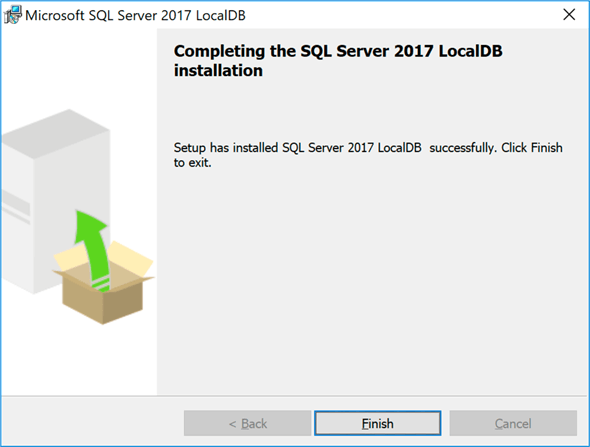 Microsoft SQL Server 2017 LocalDB
Completing the SQL Server 2017 LocalDB
installation
Setup has installed SQL Server 2017 LocalDB  successfully. Click Finish
to exit.
< Back
Finish
Cancel